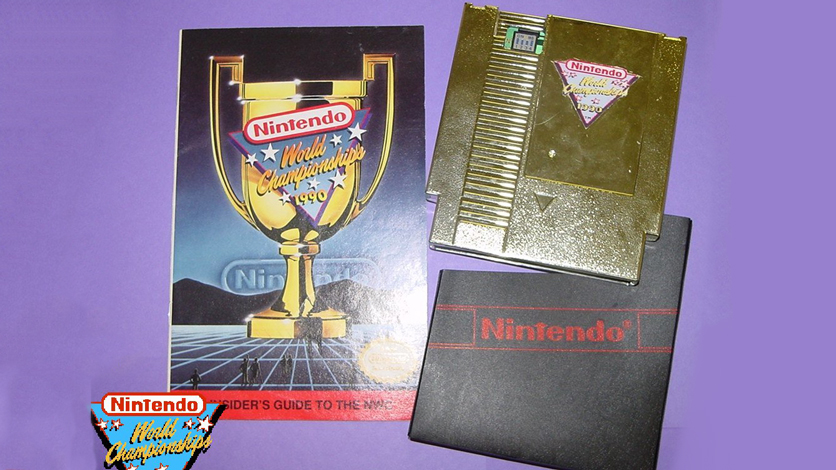 Nintendo
World
Championships
1990
Nintendo
INSIDER'S GUIDE TO THE NWC
Nintendo
World
Championships
1990
Nintendo®
Nintendo
World
Championships